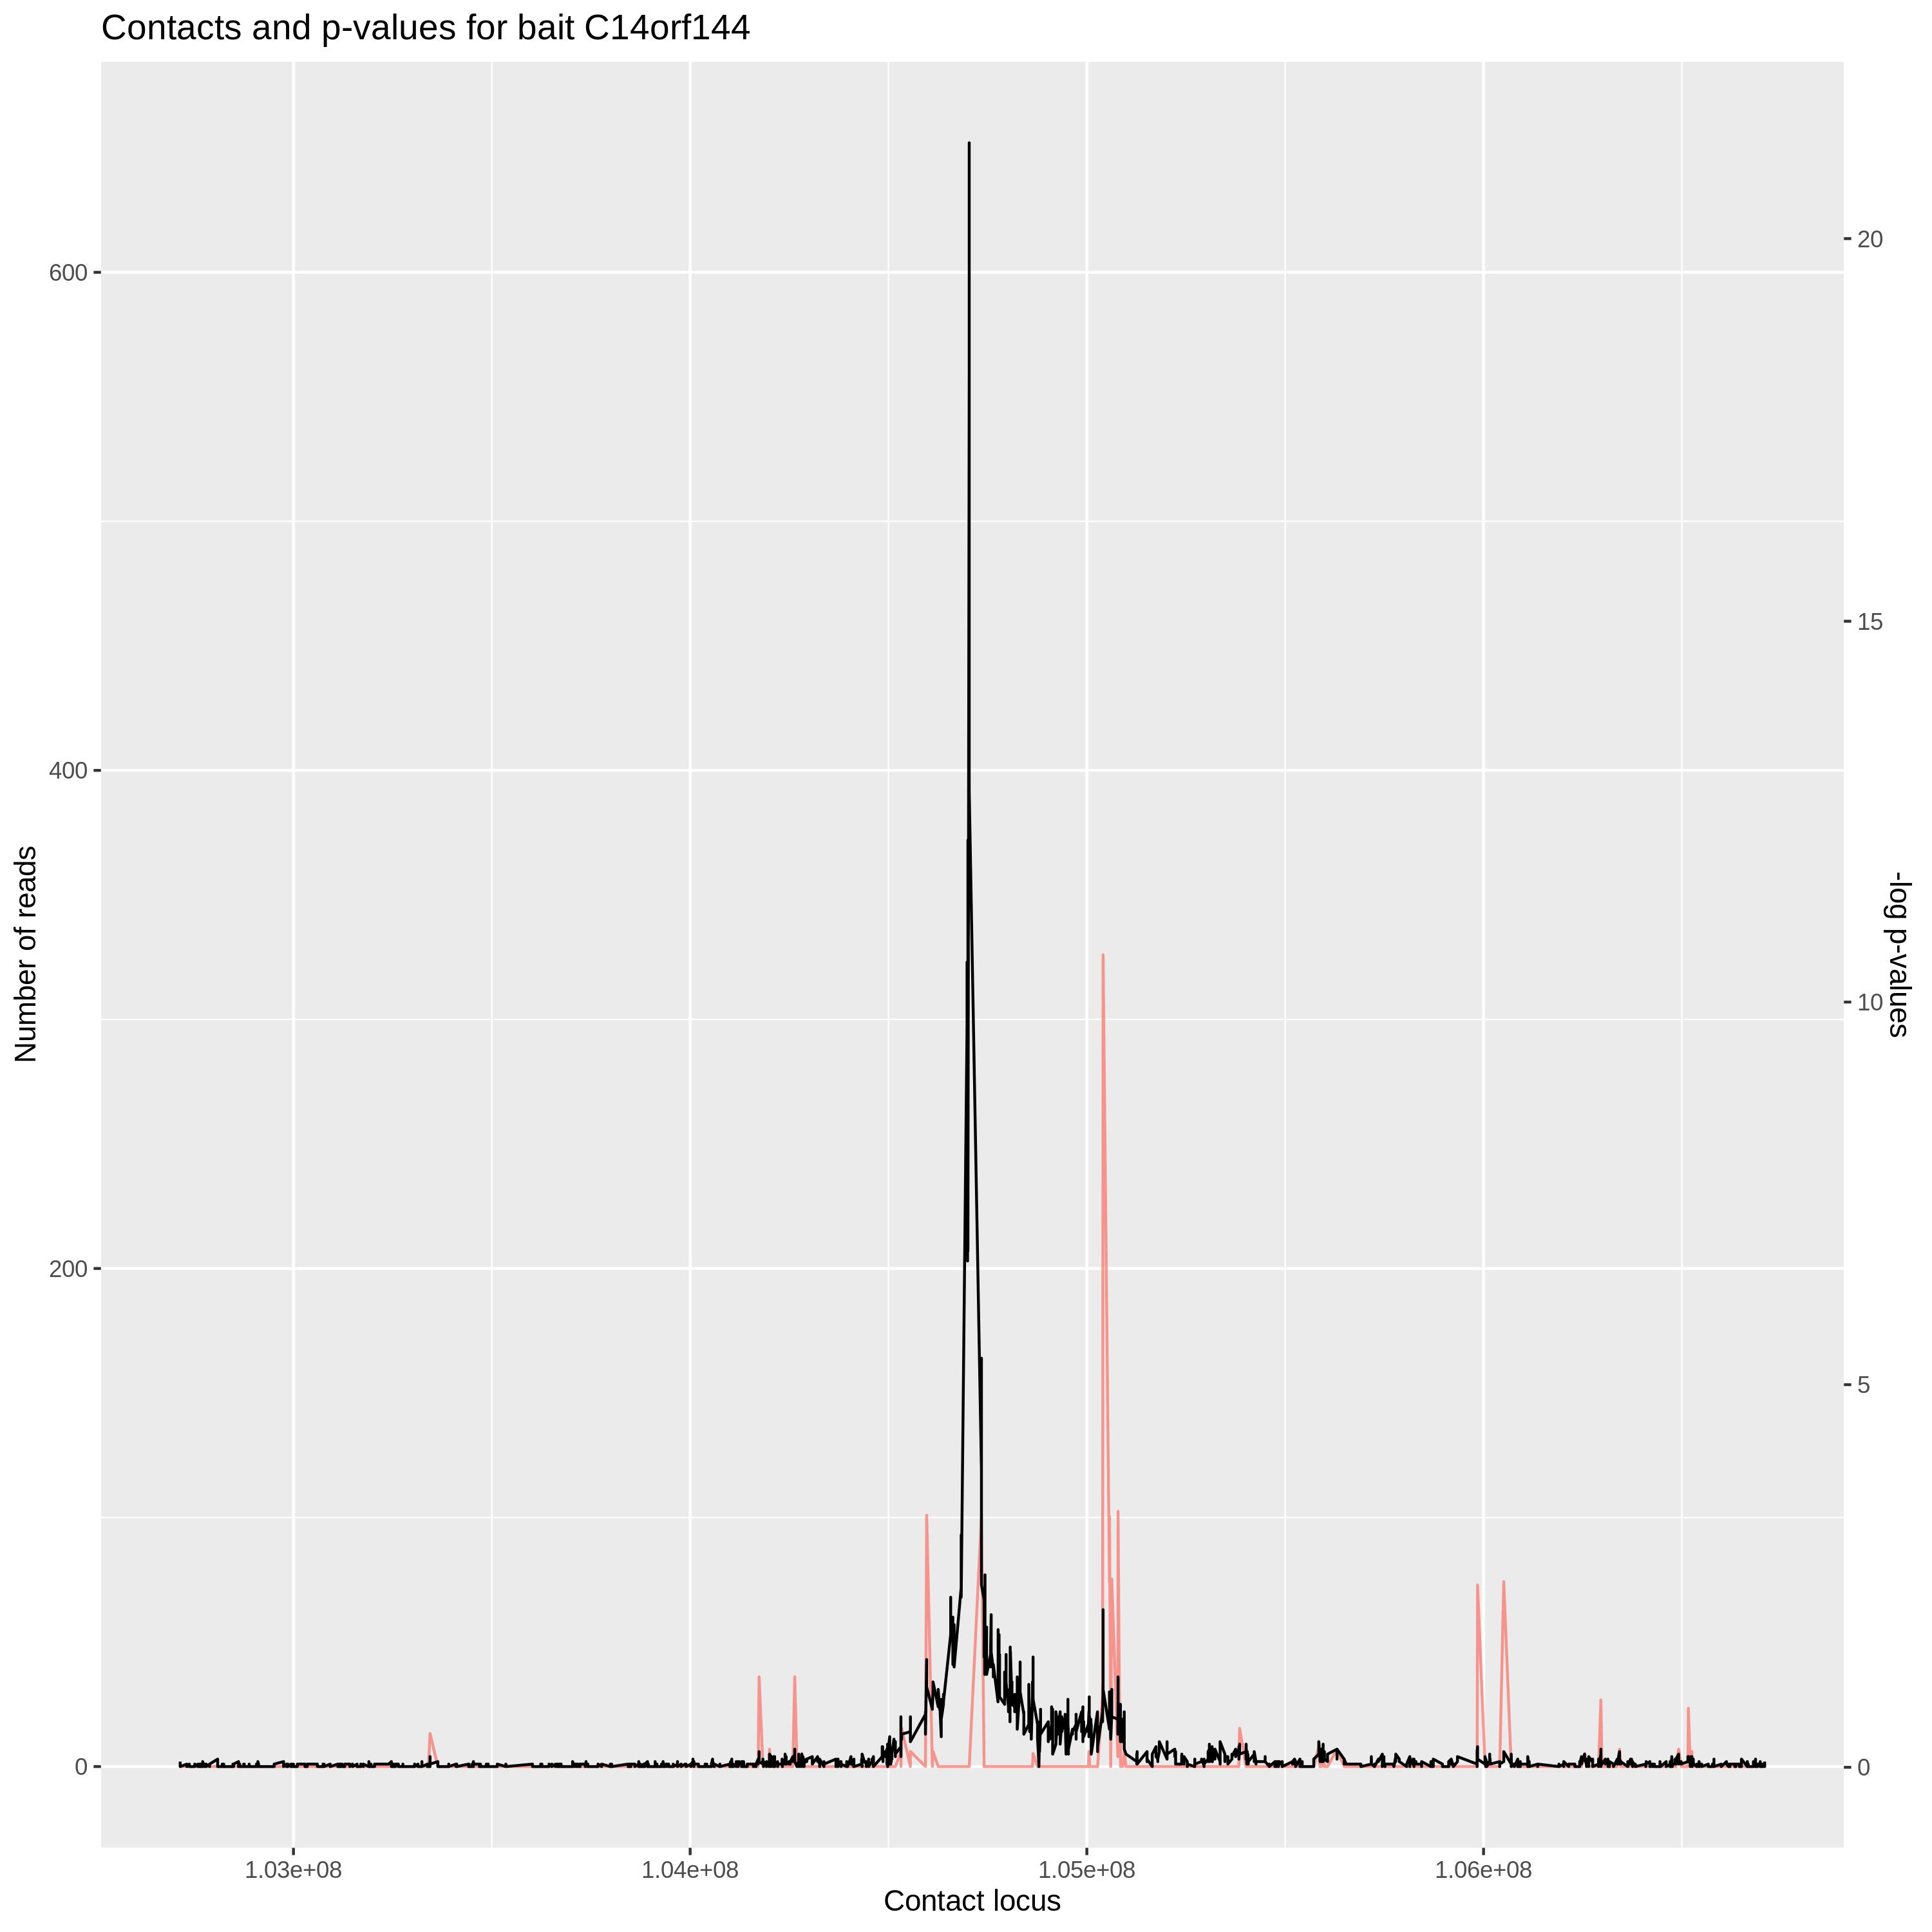 Contacts and p-values for bait C14orf144
Number of reads
600
400
200
0
20
15
10
5
0
-log p-values
1.03e+08
1.04e+08
1.05e+08
1.06e+08
Contact locus